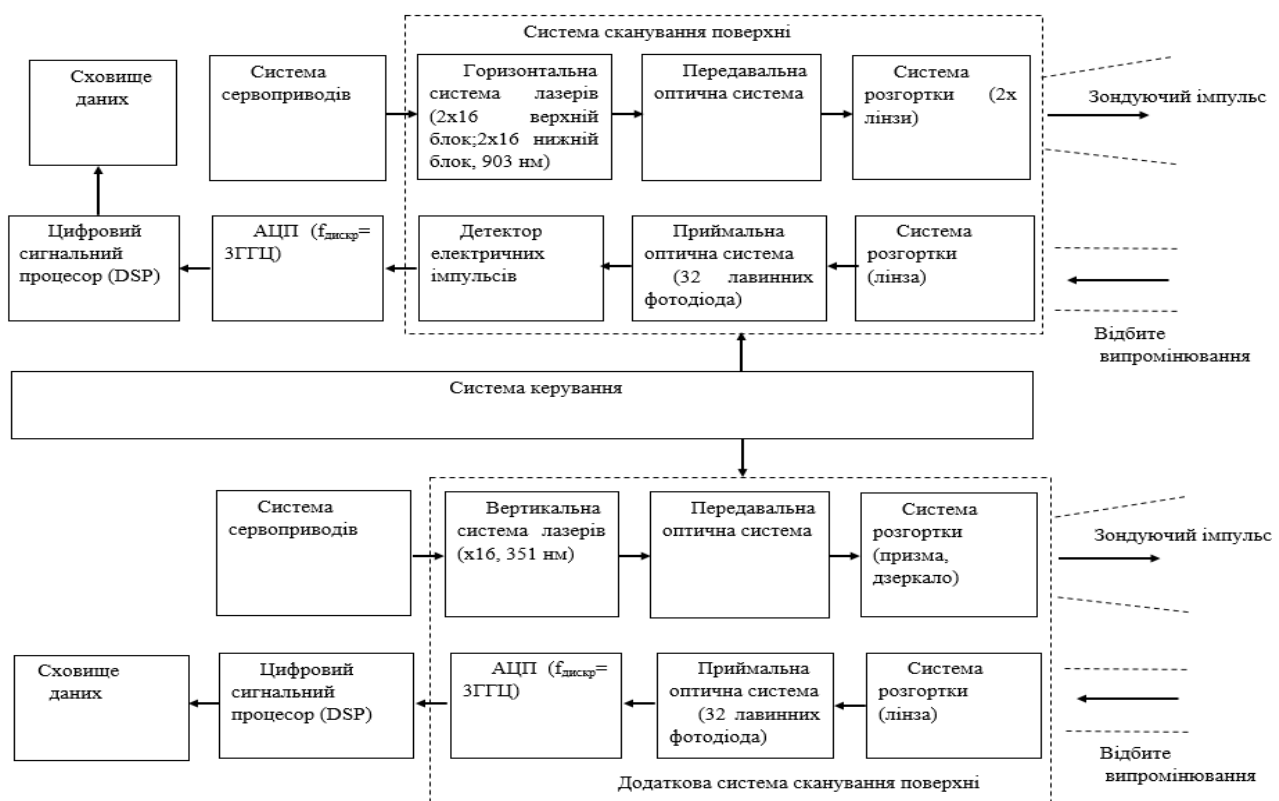 Система сканування поверхні
Сховище
даних
Система
сервоприводів
Горизонтальна
система лазерів
(2х16 верхній
блок;2х16 нижній
блок, 903 нм)
Передавальна
оптична система
Система
розгортки (2х
лінзи)
Зондуючий імпульс
Цифровий
сигнальний
процесор (DSP)
АЦП (fдискр=
3ГГЦ)
Детектор
електричних
імпульсів
Приймальна
оптична система
(32 лавинних
фотодіода)
Система
розгортки
(лінза)
Відбите
випромінювання
Система керування
Система
сервоприводів
Вертикальна
система лазерів
(х16, 351 нм)
Передавальна
оптична система
Система
розгортки
(призма,
дзеркало)
Зондуючий імпульс
Сховище
даних
Цифровий
сигнальний
процесор (DSP)
АЦП (fдискр=
3ГГЦ)
Приймальна
оптична система
(32 лавинних
фотодіода)
Система
розгортки
(лінза)
Відбите
випромінювання
Додаткова система сканування поверхні